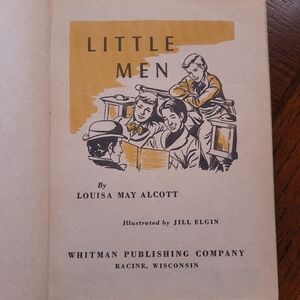 LITTLE
MEN
By
LOUISA MAY ALCOTT
Illustrated by JILL ELGIN
WHITMAN PUBLISHING COMPANY
RACINE, WISCONSIN